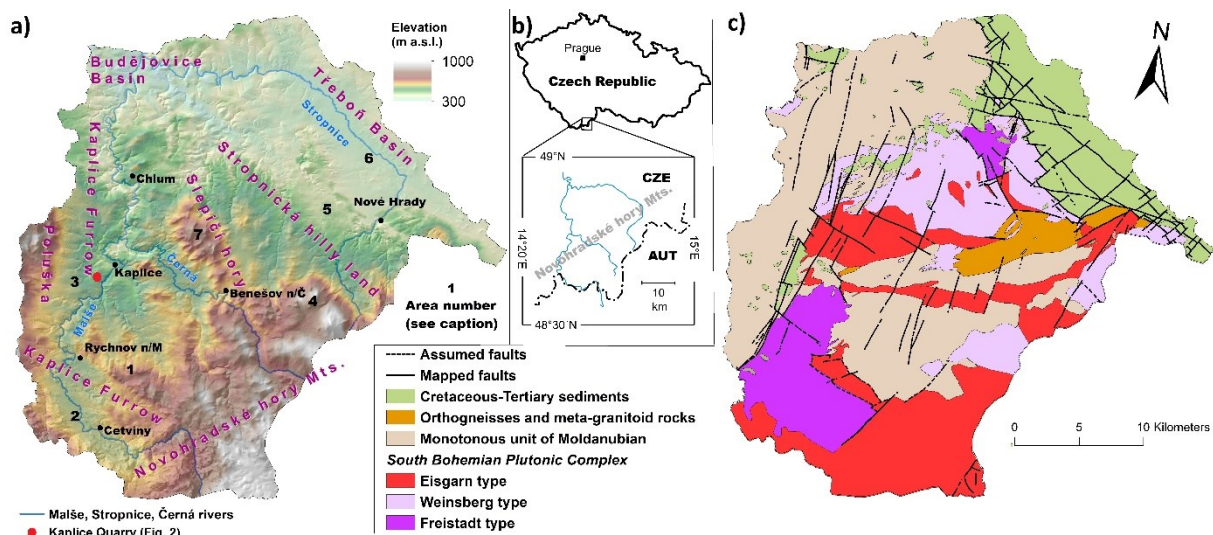 a)
Elevation
(m a.s.l.)
1000
300
Budějovice
Basin
Třeboň Basin
Stropnice
6
Kaplice Furrow
Chlum
Stropnická hilly land
5
Nové Hrady
Slepičí hory
7
Pohuška
3
Kaplice
Černá
Benešov n/Č
4
Malše
Rychnov n/M
1
Kaplice Furrow
2
Cetviny
Novohradské hory Mts.
1
Area number
(see caption)
Malše, Stropnice, Černá rivers
Kaplice Quarry (Fig. 2)
b)
Prague
Czech Republic
49°N
CZE
Novohradské hory Mts.
14°20'E
15°E
AUT
10
km
48°30'N
Assumed faults
Mapped faults
Cretaceous-Tertiary sediments
Orthogneisses and meta-granitoid rocks
Monotonous unit of Moldanubian
South Bohemian Plutonic Complex
Eisgarn type
Weinsberg type
Freistadt type
c)
N
0 5 10 Kilometers